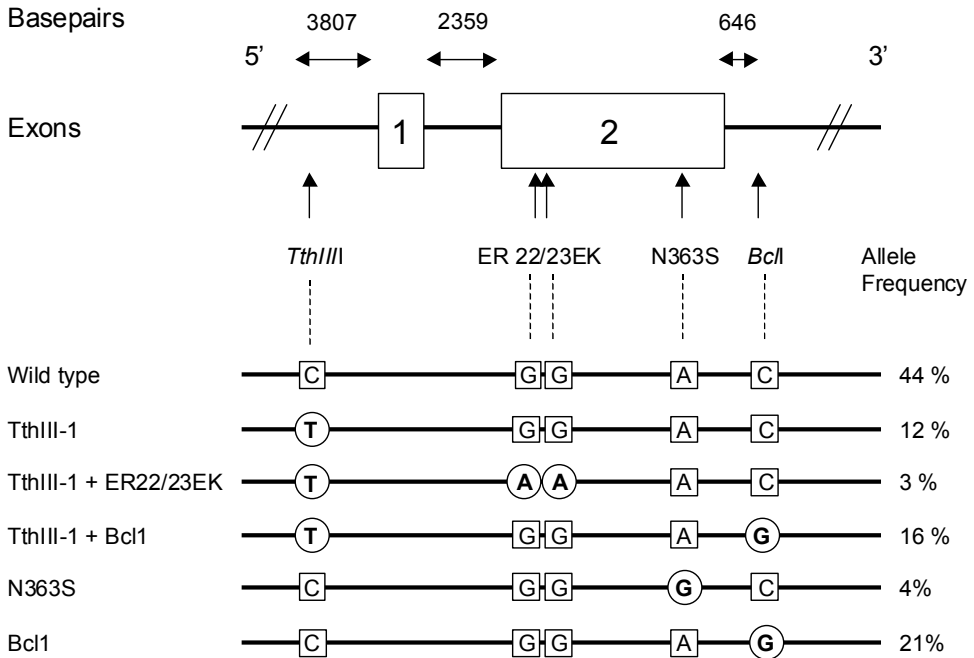 Basepairs 3807 2359 646
5’ 3’
Exons 1 2
TthIIII ER 22/23EK N363S BclI Allele
Frequency
Wild type C G G A C 44 %
TthIII-1 T G G A C 12 %
TthIII-1 + ER22/23EK T A A A C 3 %
TthIII-1 + Bcl1 T G G A G 16 %
N363S C G G G C 4%
Bcl1 C G G A G 21%